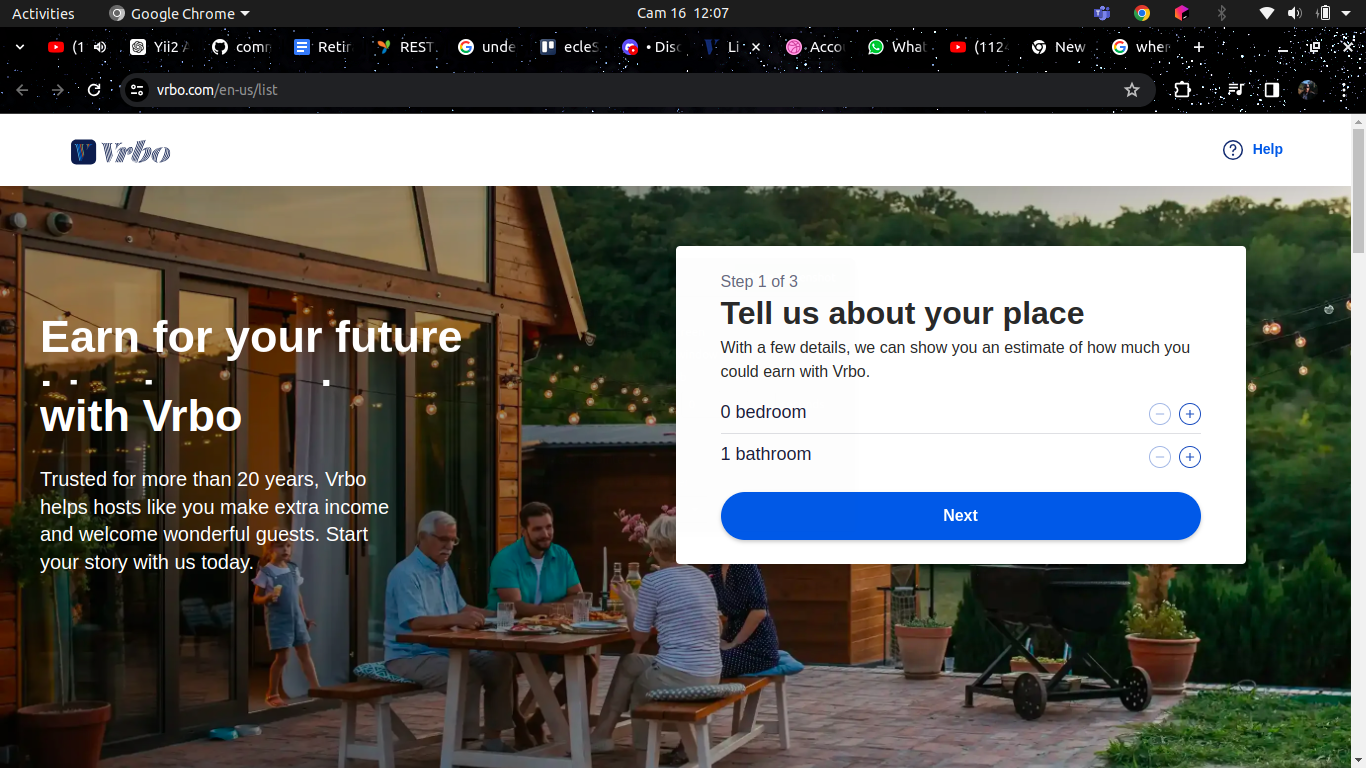 Activities
Google Chrome
Cam 16 12:07
(1
Yii2
com
Retir
REST.
unde
ecleS
• Disc
Li
Acco
What
(112
New
wher
vrbo.com/en-us/list
Vrbo
Help
Earn for your future
with Vrbo
Trusted for more than 20 years, Vrbo
helps hosts like you make extra income
and welcome wonderful guests. Start
your story with us today.
Step 1 of 3
Tell us about your place
With a few details, we can show you an estimate of how much you
could earn with Vrbo.
0 bedroom
1 bathroom
Next